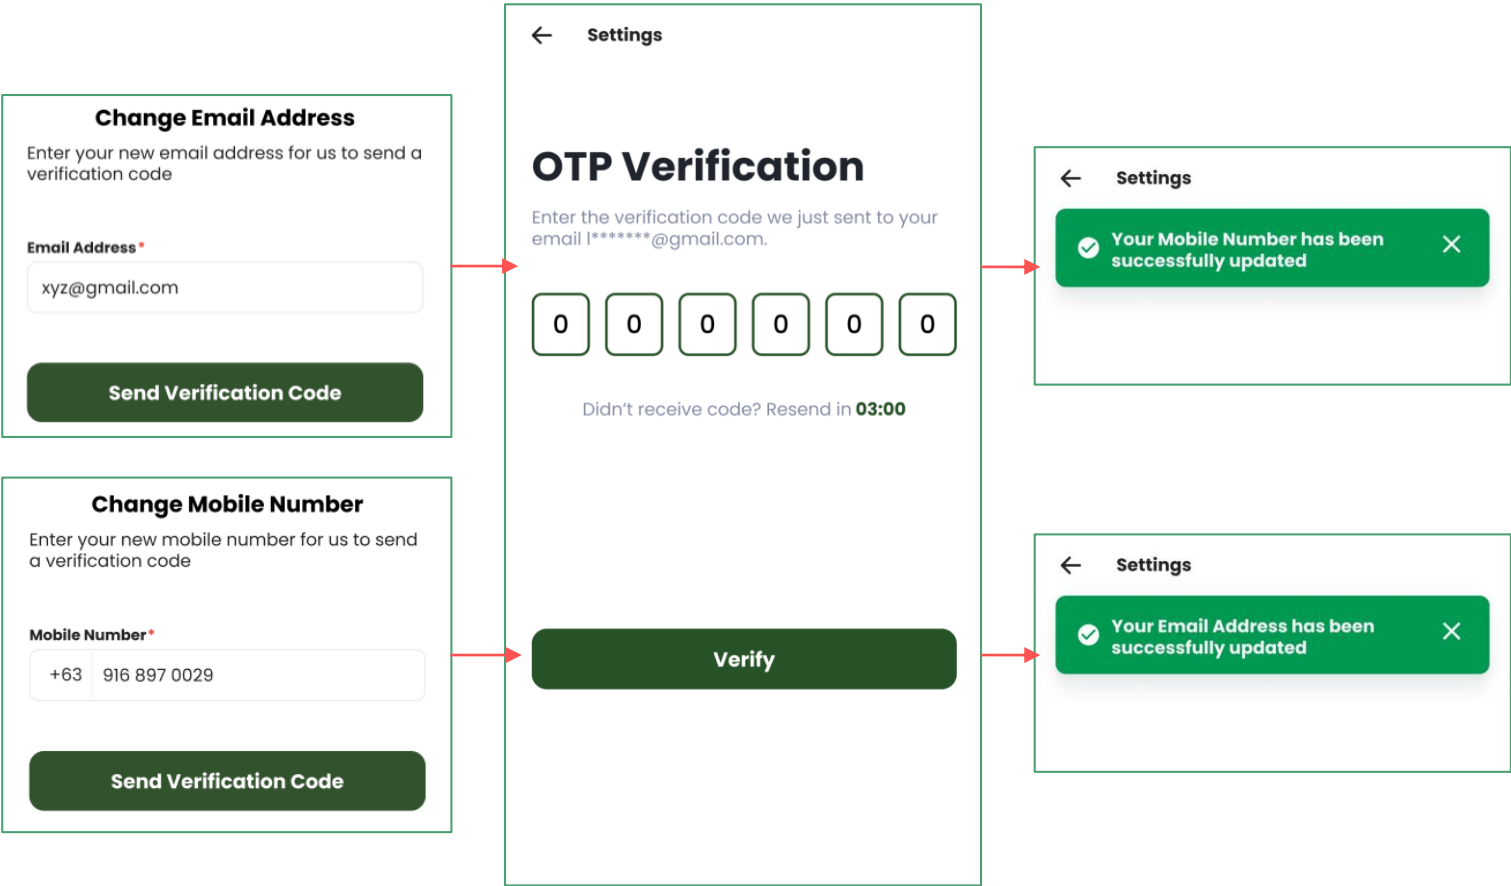 Change Email Address
Enter your new email address for us to send a
verification code
Email Address*
xyz@gmail.com
Send Verification Code
Change Mobile Number
Enter your new mobile number for us to send
a verification code
Mobile Number*
+63 916 897 0029
Send Verification Code
Settings
OTP Verification
Enter the verification code we just sent to your
email l*******@gmail.com.
0 0 0 0 0 0
Didn't receive code? Resend in 03:00
Verify
Settings
Your Mobile Number has been
successfully updated
Settings
Your Email Address has been
successfully updated